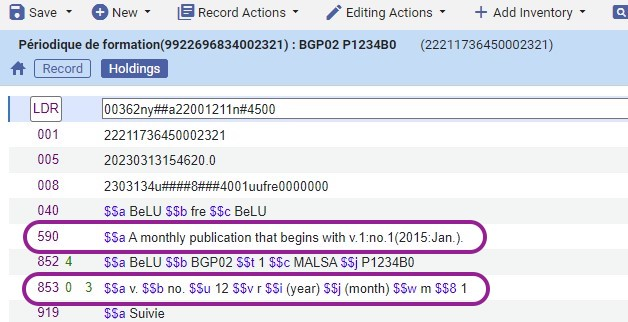 Save New Record Actions Editing Actions + Add Inventory
Périodique de formation(9922696834002321) : BGP02 P1234B0 (22211736450002321)
Record Holdings
LDR 00362ny##a22001211n#4500
001 22211736450002321
005 20230313154620.0
008 2303134u####8###4001uufre0000000
040 $$a BeLU $$b fre $$c BeLU
590 $$a A monthly publication that begins with v.1:no.1(2015:Jan.).
852 4 $$a BeLU $$b BGP02 $$t 1 $$c MALSA $$j P1234B0
853 0 3 $$a v. $$b no. $$u 12 $$v r $$i (year) $$j (month) $$w m $$8 1
919 $$a Suivie